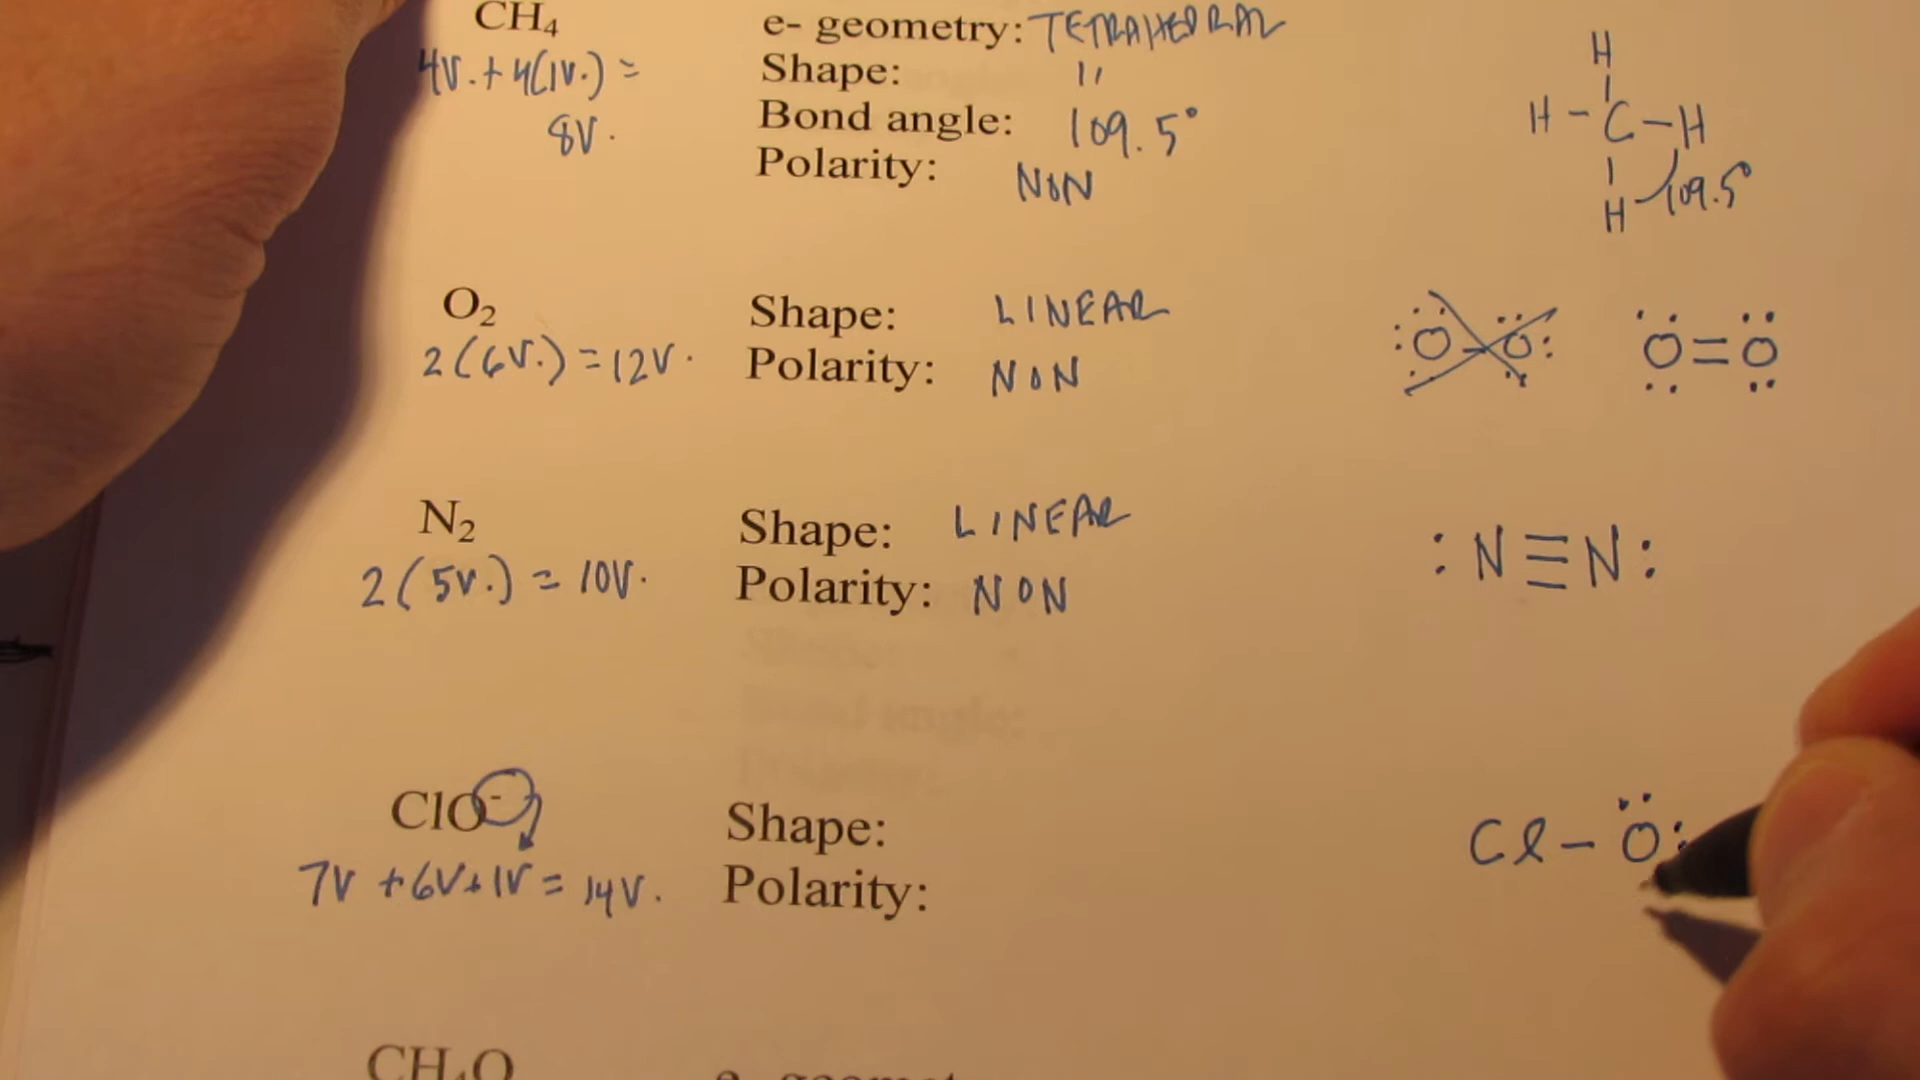 CH₄ e- geometry: TETRAHEDRAL
4V. + 4(1V.) = Shape: "
8V. Bond angle: 109.5°
Polarity: NON
H
H - C - H
H 109.5°
O₂ Shape: LINEAR
2(6V.) = 12V. Polarity: NON
:O - O: O = O
N₂ Shape: LINEAR
2(5V.) = 10V. Polarity: NON
:N≡N:
ClO⁻ Shape:
7V + 6V + 1V = 14V. Polarity:
Cl - O: